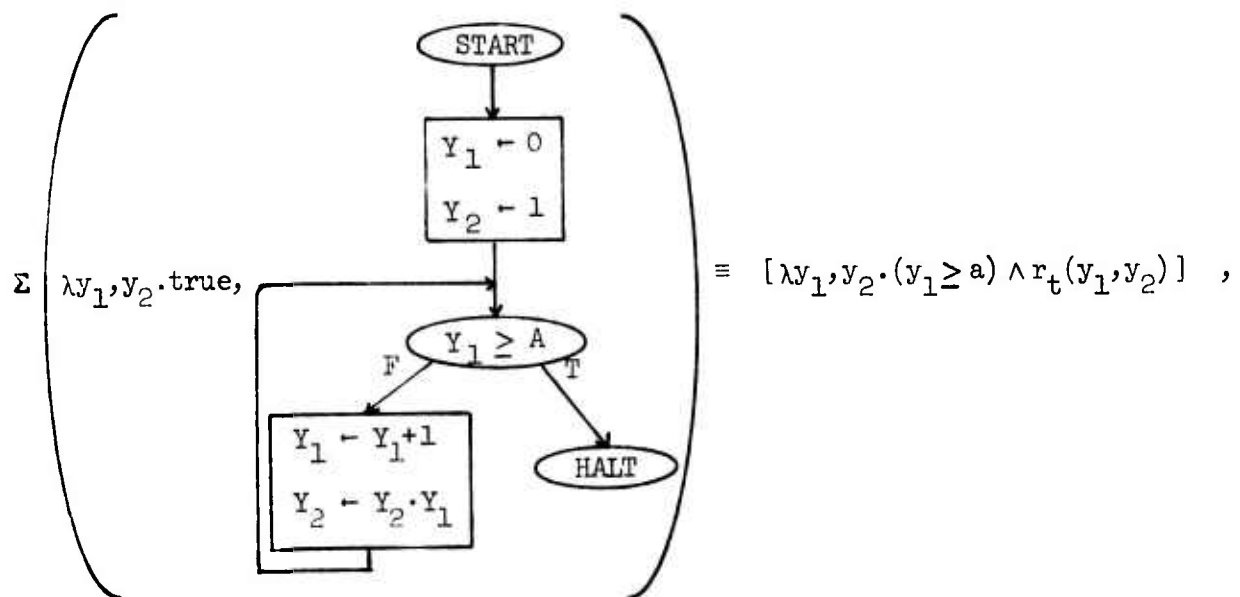 START
Y₁ ← 0
Y₂ ← 1
Σ λy₁,y₂.true, ≡ [λy₁,y₂.(y₁ ≥ a) ∧ rₜ(y₁,y₂)] ,
Y₁ ≥ A
F T
Y₁ ← Y₁+1
HALT
Y₂ ← Y₂·Y₁